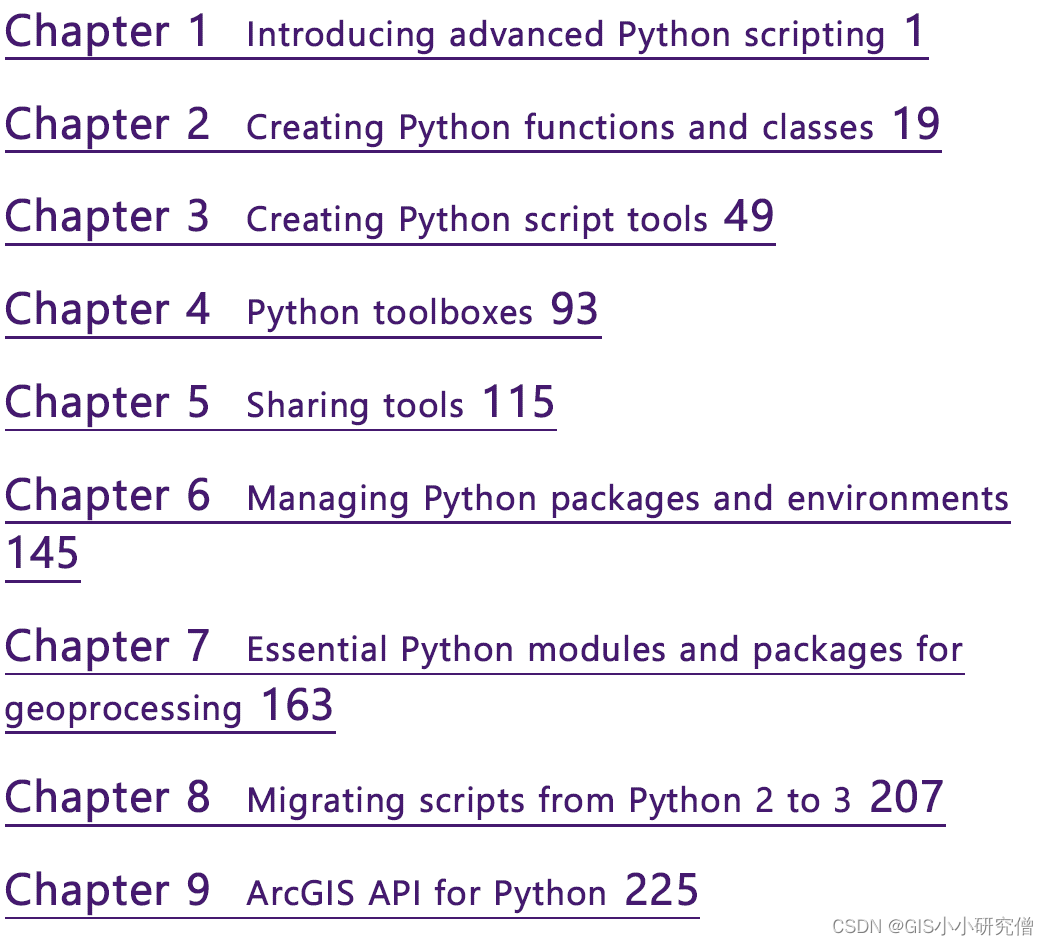 Chapter 1 Introducing advanced Python scripting 1
Chapter 2 Creating Python functions and classes 19
Chapter 3 Creating Python script tools 49
Chapter 4 Python toolboxes 93
Chapter 5 Sharing tools 115
Chapter 6 Managing Python packages and environments
145
Chapter 7 Essential Python modules and packages for
geoprocessing 163
Chapter 8 Migrating scripts from Python 2 to 3 207
Chapter 9 ArcGIS API for Python 225
CSDN @GIS小小研究僧